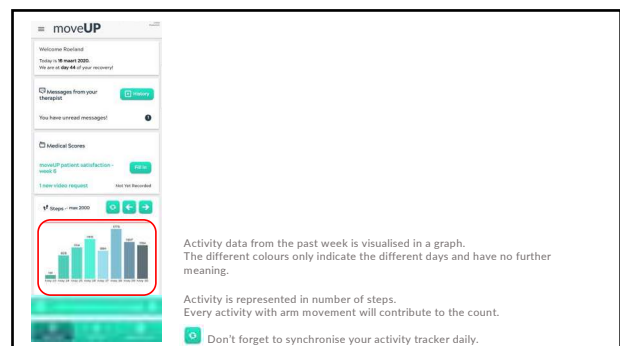 moveUP
Welcome Roeland
Today is 18 maart 2020.
We are at day 44 of your recovery!
Messages from your
therapist
History
You have unread messages!
Medical Scores
moveUP patient satisfaction -
week 6
Fill in
1 new video request
Not Yet Recorded
Steps - max 2000
Activity data from the past week is visualised in a graph.
The different colours only indicate the different days and have no further
meaning.
Activity is represented in number of steps.
Every activity with arm movement will contribute to the count.
Don't forget to synchronise your activity tracker daily.